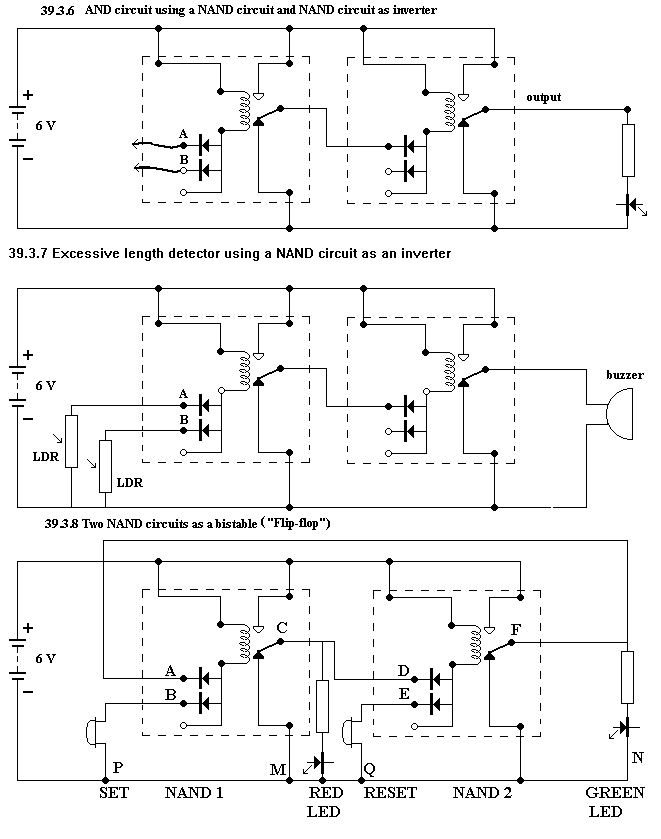 39.3.6 AND circuit using a NAND circuit and NAND circuit as inverter
+
6 V
−
A
B
output
39.3.7 Excessive length detector using a NAND circuit as an inverter
+
6 V
−
A
B
LDR
LDR
buzzer
39.3.8 Two NAND circuits as a bistable ("Flip-flop")
+
6 V
−
A
B
C
D
E
F
P
M
Q
N
SET
NAND 1
RED
LED
RESET
NAND 2
GREEN
LED